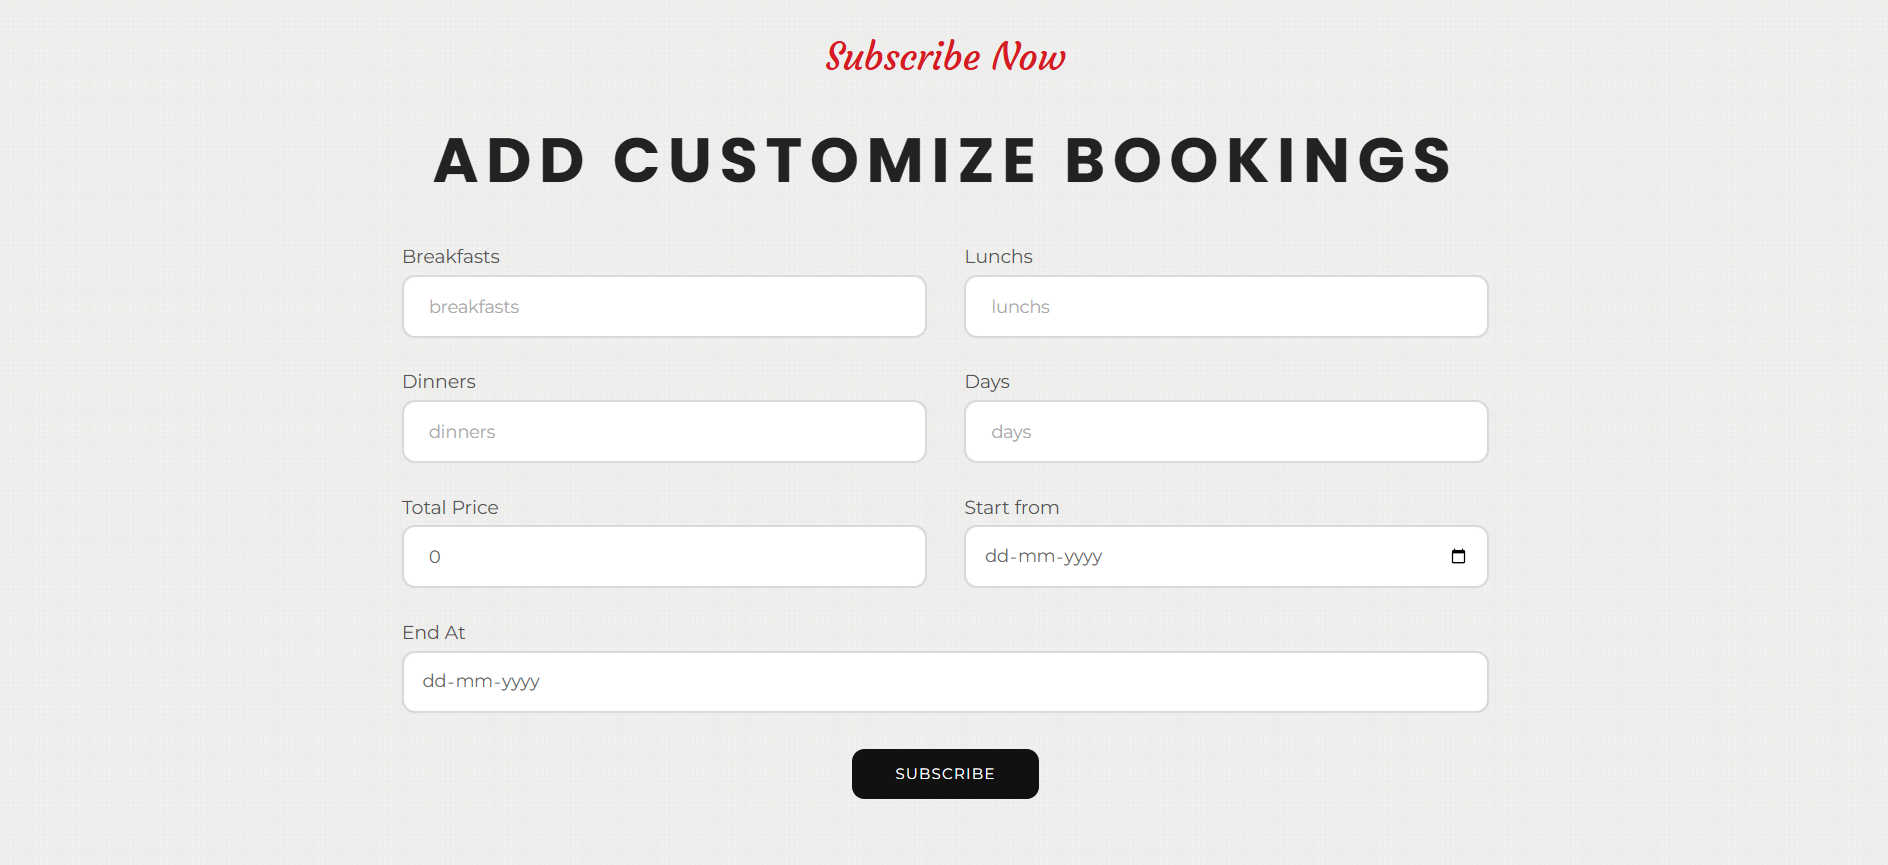 Subscribe Now
ADD CUSTOMIZE BOOKINGS
Breakfasts
Lunchs
breakfasts
lunchs
Dinners
Days
dinners
days
Total Price
Start from
0
dd-mm-yyyy
End At
dd-mm-yyyy
SUBSCRIBE